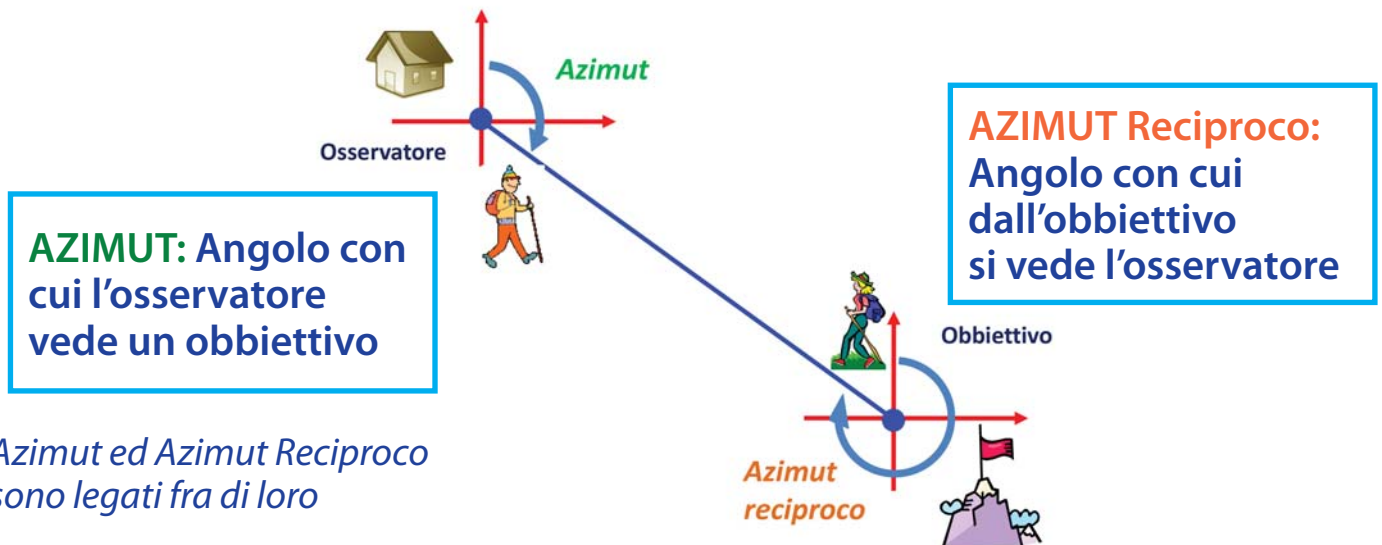 Azimut
Osservatore
AZIMUT: Angolo con
cui l'osservatore
vede un obbiettivo
AZIMUT Reciproco:
Angolo con cui
dall'obbiettivo
si vede l'osservatore
Obbiettivo
Azimut
reciproco
Azimut ed Azimut Reciproco
sono legati fra di loro